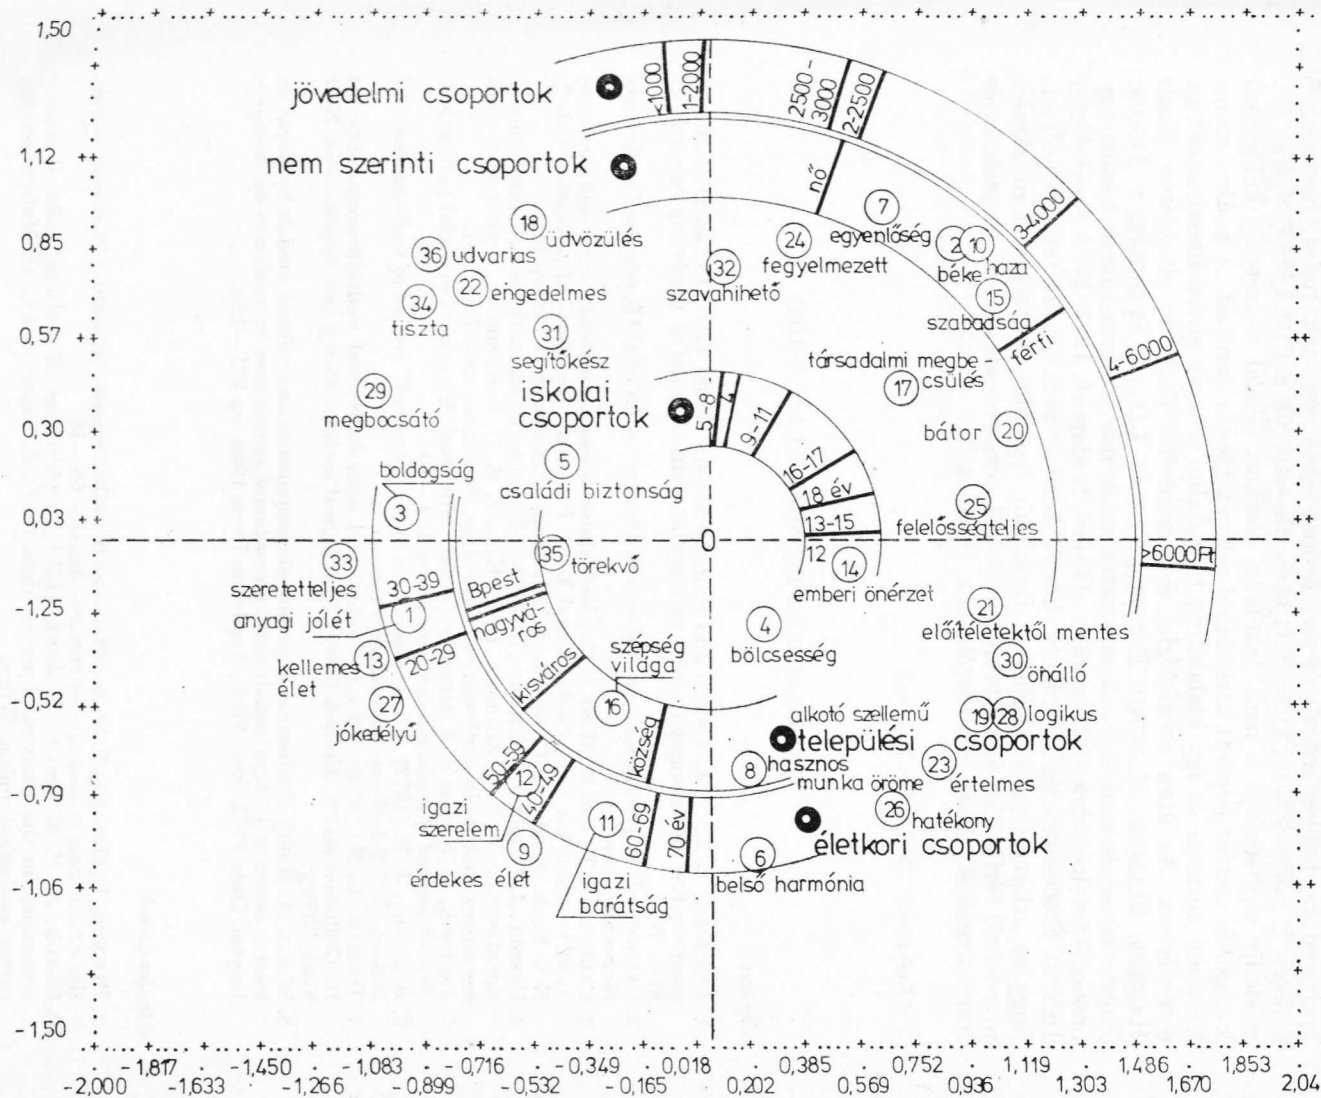 1,50
jövedelmi csoportok
<1000
1-2000
2500-
3000
2-2500
1,12
nem szerinti csoportok
nő
3-4000
18 üdvözülés
7
egyenlőség
0,85
36 udvarias
24
fegyelmezett
2
béke
10
haza
32
szavahihető
22 engedelmes
34
tiszta
15
szabadság
férfi
4-6000
0,57
31
segítőkész
társadalmi megbe-
csülés
17
29
megbocsátó
iskolai
csoportok
5-8
4
9-11
0,30
bátor 20
16-17
boldogság
3
5
családi biztonság
18 év
25
felelősségteljes
0,03
13-15
0
12
>6000Ft
33
szeretetteljes
35 törekvő
14
emberi önérzet
30-39
Bpest
-1,25
anyagi jólét
1
nagyvá-
ros
21
előítéletektől mentes
4
bölcsesség
13
kellemes
élet
20-29
kisváros
szépség
világa
16
30 öhálló
-0,52
27
jókedélyű
község
alkotó szellemű
19 28 logikus
települési csoportok
50-59
12
8 hasznos
23
értelmes
-0,79
40-49
munka öröme
igazi
szerelem
11
60-69
70 év
26 hatékony
életkori csoportok
9
érdekes élet
igazi
barátság
6
belső harmónia
-1,06
-1,50
-1,817 -1,450 -1,083 -0,716 -0,349 0,018 0,385 0,752 1,119 1,486 1,853
-2,000 -1,633 -1,266 -0,899 -0,532 -0,165 0,202 0,569 0,936 1,303 1,670 2,04